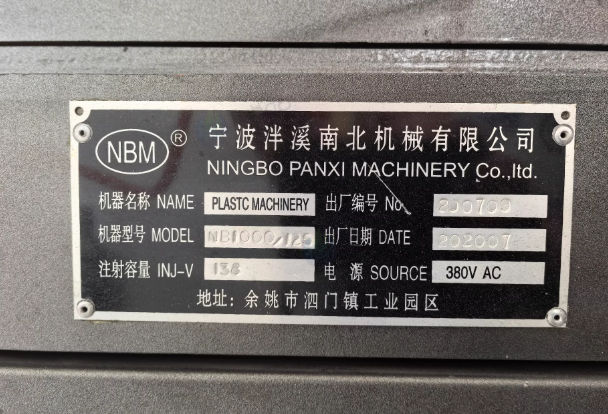 NBM ®
宁波泮溪南北机械有限公司
NINGBO PANXI MACHINERY Co.,ltd.
机器名称 NAME PLASTC MACHINERY 出厂编号 No 200709
机器型号 MODEL NB1000/125 出厂日期 DATE 202007
注射容量 INJ-V 138 电 源 SOURCE 380V AC
地址: 余姚市泗门镇工业园区